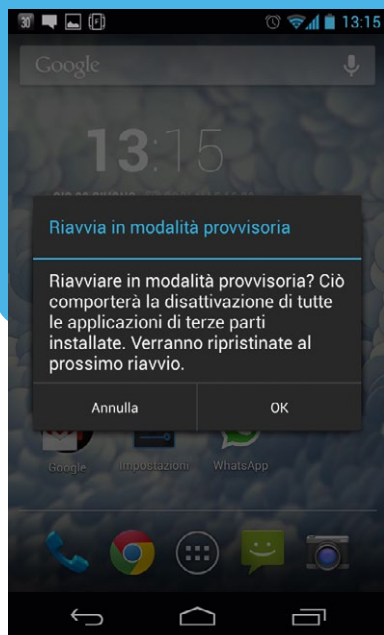 30°
13:15
Google
13:15
Riavvia in modalità provvisoria
Riavviare in modalità provvisoria? Ciò
comporterà la disattivazione di tutte
le applicazioni di terze parti
installate. Verranno ripristinate al
prossimo riavvio.
Annulla OK
Google Impostazioni WhatsApp